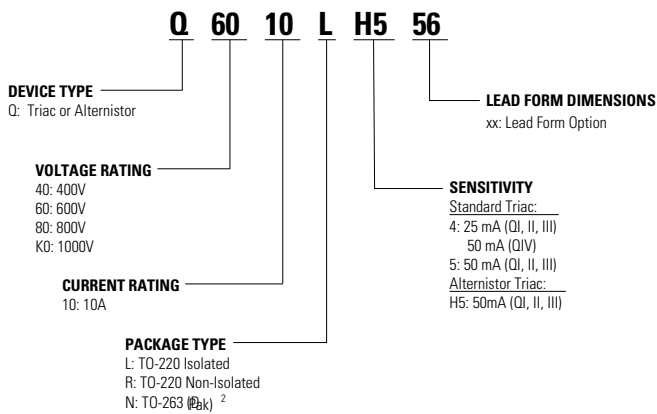 Q 60 10 L H5 56
DEVICE TYPE
Q: Triac or Alternistor
VOLTAGE RATING
40: 400V
60: 600V
80: 800V
K0: 1000V
CURRENT RATING
10: 10A
PACKAGE TYPE
L: TO-220 Isolated
R: TO-220 Non-Isolated
N: TO-263 (D Pak) 2
LEAD FORM DIMENSIONS
xx: Lead Form Option
SENSITIVITY
Standard Triac:
4: 25 mA (QI, II, III)
50 mA (QIV)
5: 50 mA (QI, II, III)
Alternistor Triac:
H5: 50mA (QI, II, III)